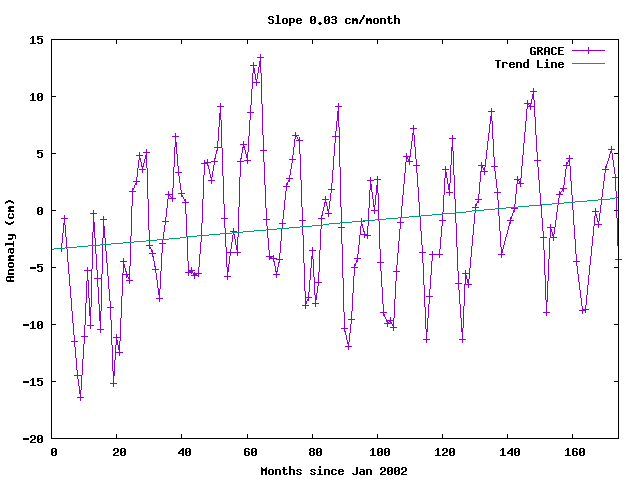 Slope 0.03 cm/month
GRACE
Trend Line
15
10
5
0
-5
-10
-15
-20
Anomaly (cm)
0 20 40 60 80 100 120 140 160
Months since Jan 2002